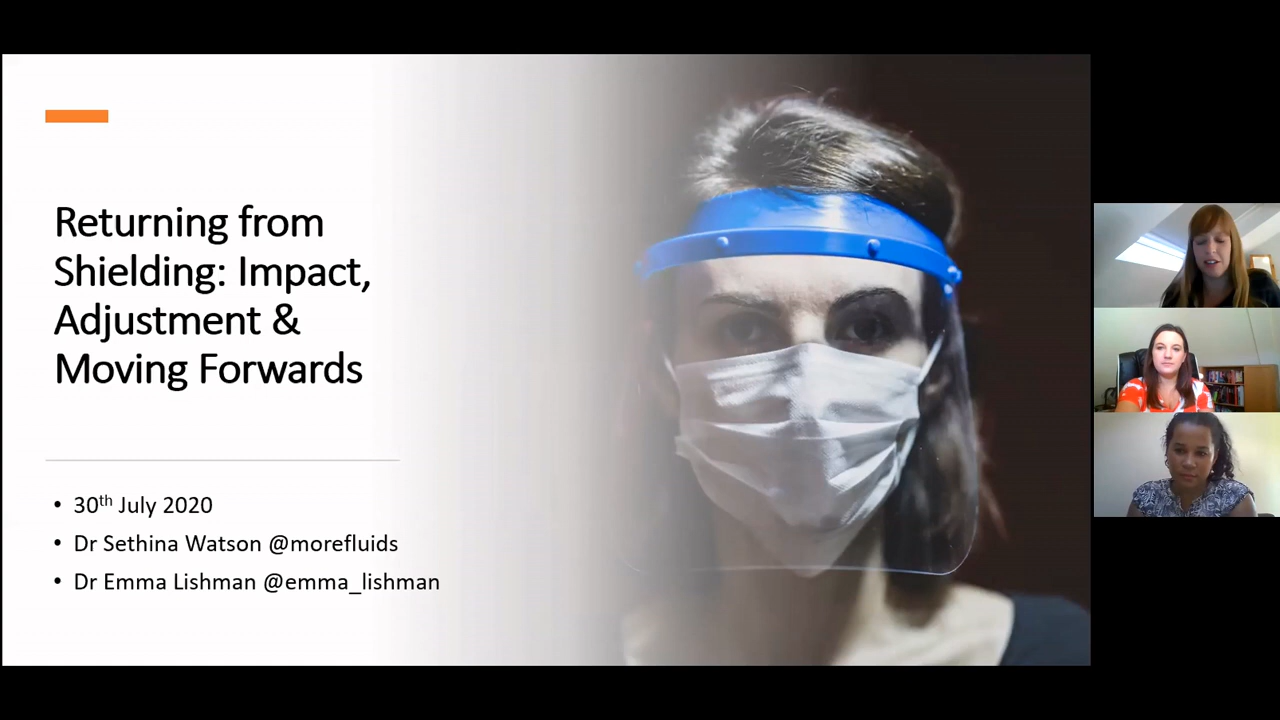 Returning from
Shielding: Impact,
Adjustment &
Moving Forwards
• 30th July 2020
• Dr Sethina Watson @morefluids
• Dr Emma Lishman @emma_lishman